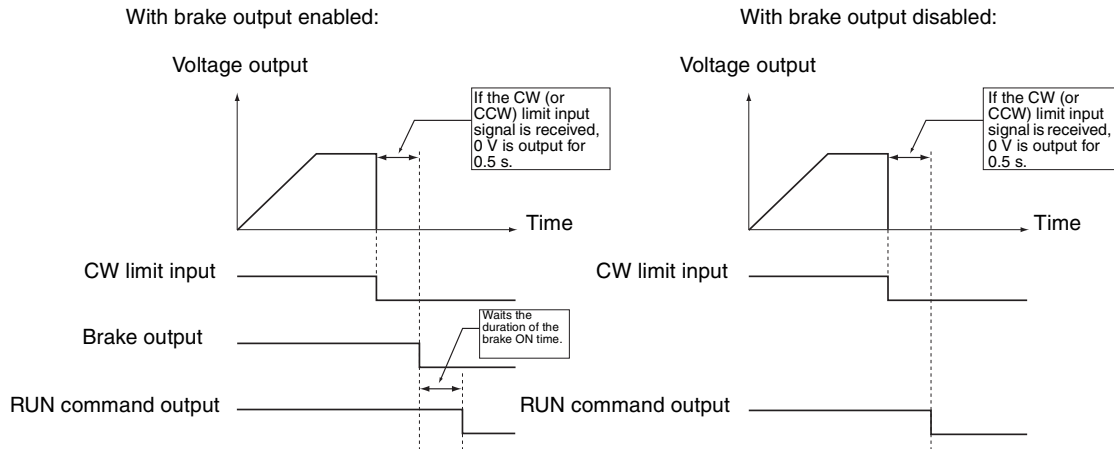 With brake output enabled:
Voltage output
If the CW (or
CCW) limit input
signal is received,
0 V is output for
0.5 s.
Time
CW limit input
Waits the
duration of the
brake ON time.
Brake output
RUN command output
With brake output disabled:
Voltage output
If the CW (or
CCW) limit input
signal is received,
0 V is output for
0.5 s.
Time
CW limit input
RUN command output